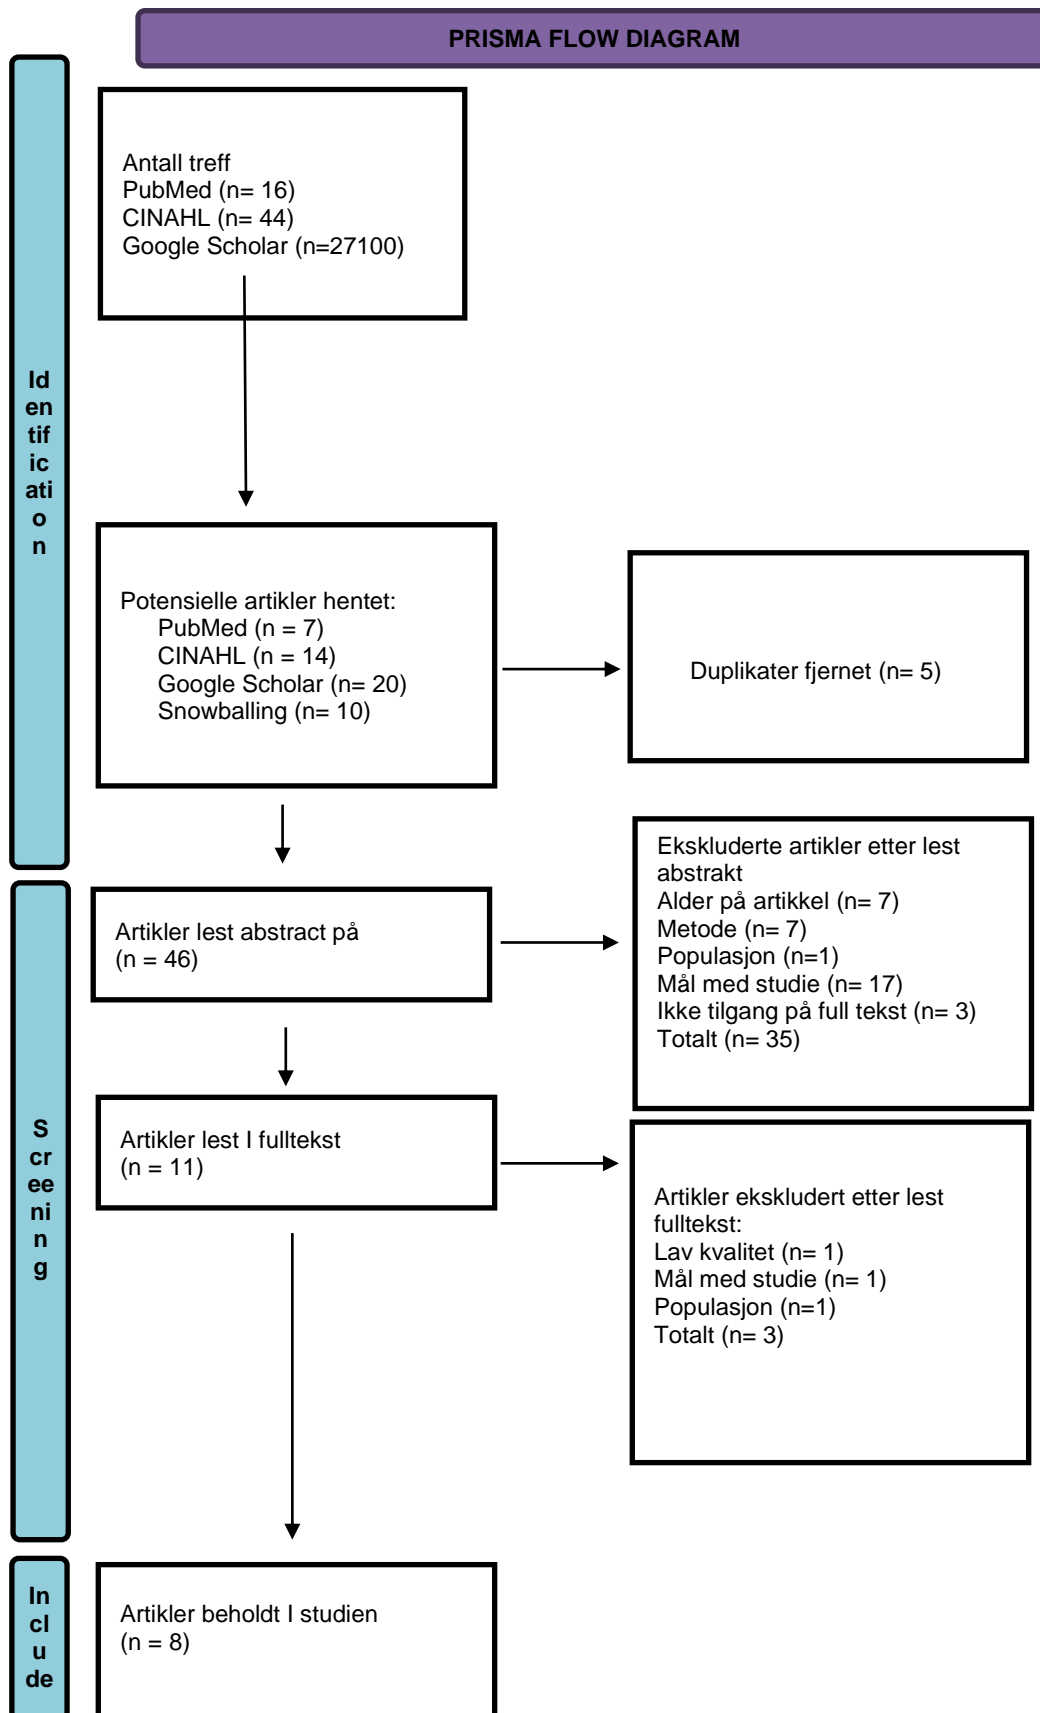 PRISMA FLOW DIAGRAM
Id
en
tif
ic
ati
o
n
Antall treff
PubMed (n= 16)
CINAHL (n= 44)
Google Scholar (n=27100)
Potensielle artikler hentet:
PubMed (n = 7)
CINAHL (n = 14)
Google Scholar (n= 20)
Snowballing (n= 10)
Duplikater fjernet (n= 5)
S
cr
ee
ni
n
g
Artikler lest abstract på
(n = 46)
Ekskluderte artikler etter lest
abstrakt
Alder på artikkel (n= 7)
Metode (n= 7)
Populasjon (n=1)
Mål med studie (n= 17)
Ikke tilgang på full tekst (n= 3)
Totalt (n= 35)
Artikler lest I fulltekst
(n = 11)
Artikler ekskludert etter lest
fulltekst:
Lav kvalitet (n= 1)
Mål med studie (n= 1)
Populasjon (n=1)
Totalt (n= 3)
In
cl
u
de
Artikler beholdt I studien
(n = 8)